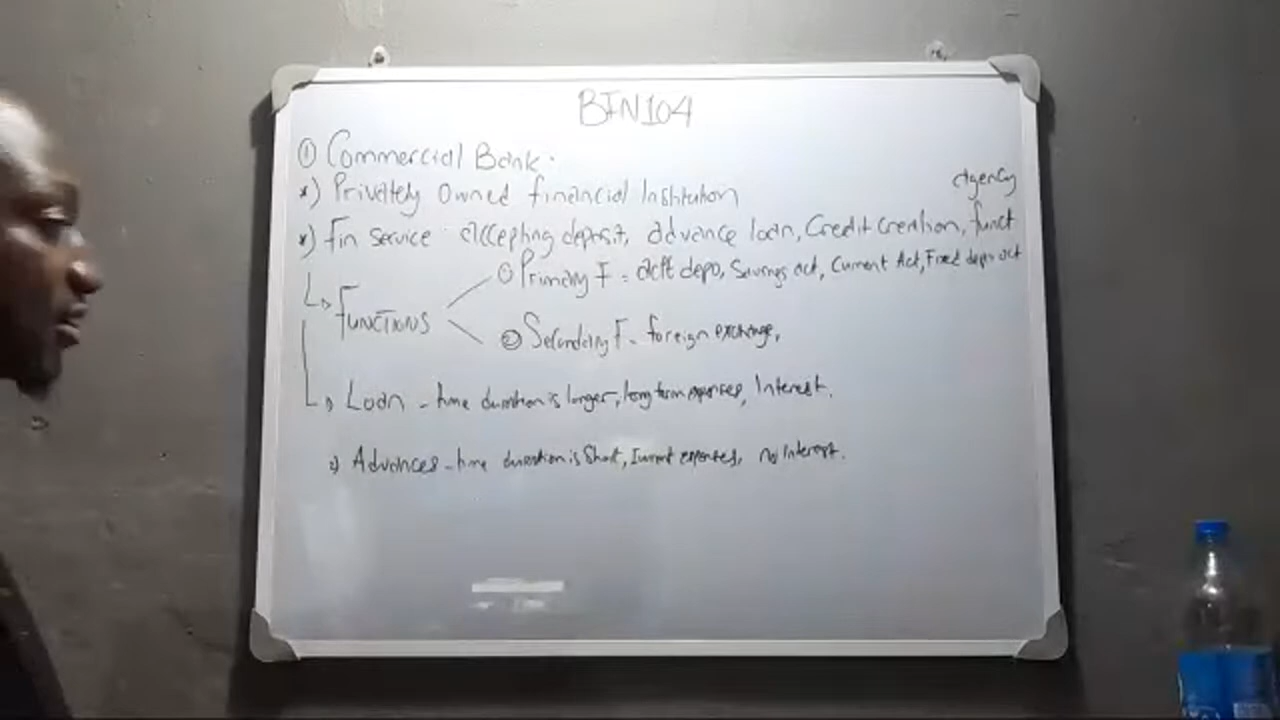 BFN104
① Commercial Bank.
*) Privately Owned financial Institution
Agency
*) Fin service accepting deposit, advance loan, Credit Creation, funct
FUNCTIONS
① Primary F = depo, Savings act, Current Act, Fixed depo act
② Secondary F - foreign exchange,
Loan - time duration is longer, long term expenses, Interest.
Advances - time duration is Short, expenses, no Interest.